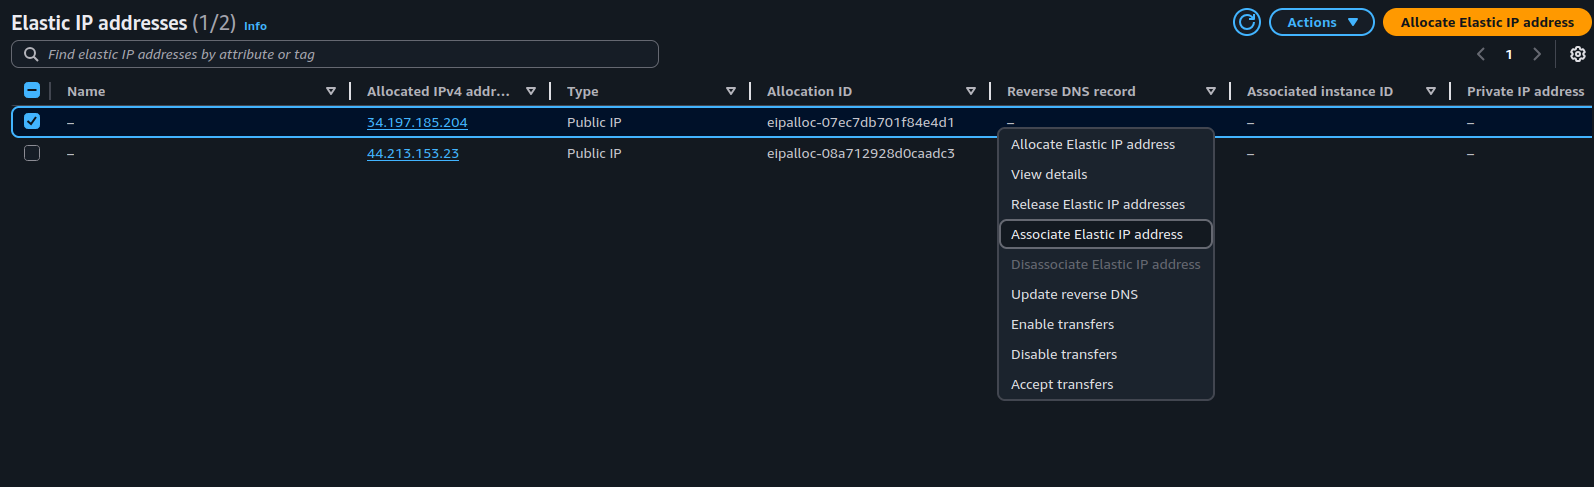 Elastic IP addresses (1/2) Info
Actions
Allocate Elastic IP address
Find elastic IP addresses by attribute or tag
1
Name Allocated IPv4 addr... Type Allocation ID Reverse DNS record Associated instance ID Private IP address
– 34.197.185.204 Public IP eipalloc-07ec7db701f84e4d1 – – –
– 44.213.153.23 Public IP eipalloc-08a712928d0caadc3 – –
Allocate Elastic IP address
View details
Release Elastic IP addresses
Associate Elastic IP address
Disassociate Elastic IP address
Update reverse DNS
Enable transfers
Disable transfers
Accept transfers